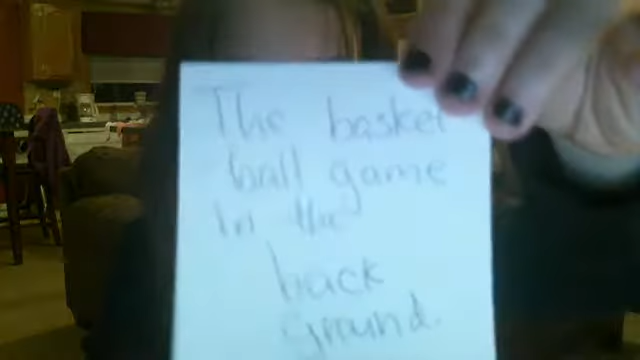 The basket
ball game
in the
back
ground.